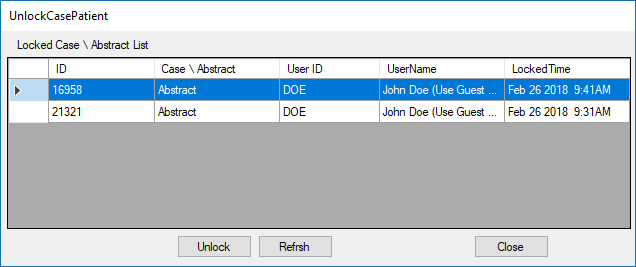 UnlockCasePatient
Locked Case \ Abstract List
ID Case \ Abstract User ID UserName LockedTime
16958 Abstract DOE John Doe (Use Guest ... Feb 26 2018 9:41AM
21321 Abstract DOE John Doe (Use Guest ... Feb 26 2018 9:31AM
Unlock Refrsh Close